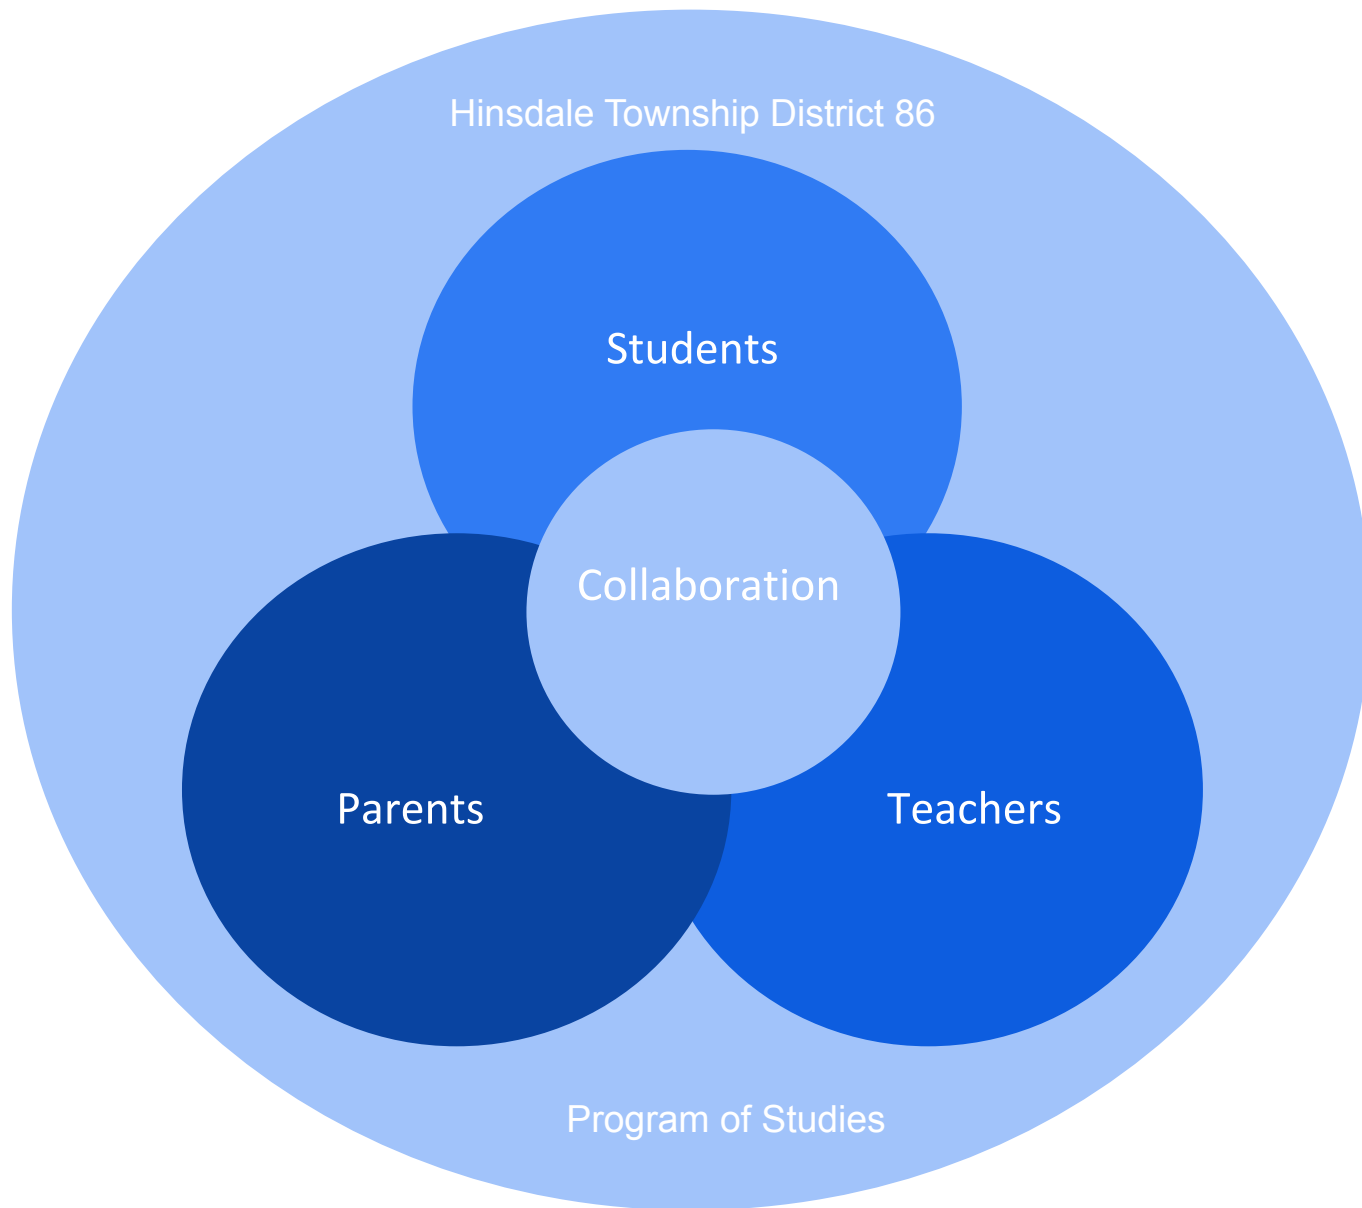 Hinsdale Township District 86
Students
Collaboration
Parents
Teachers
Program of Studies